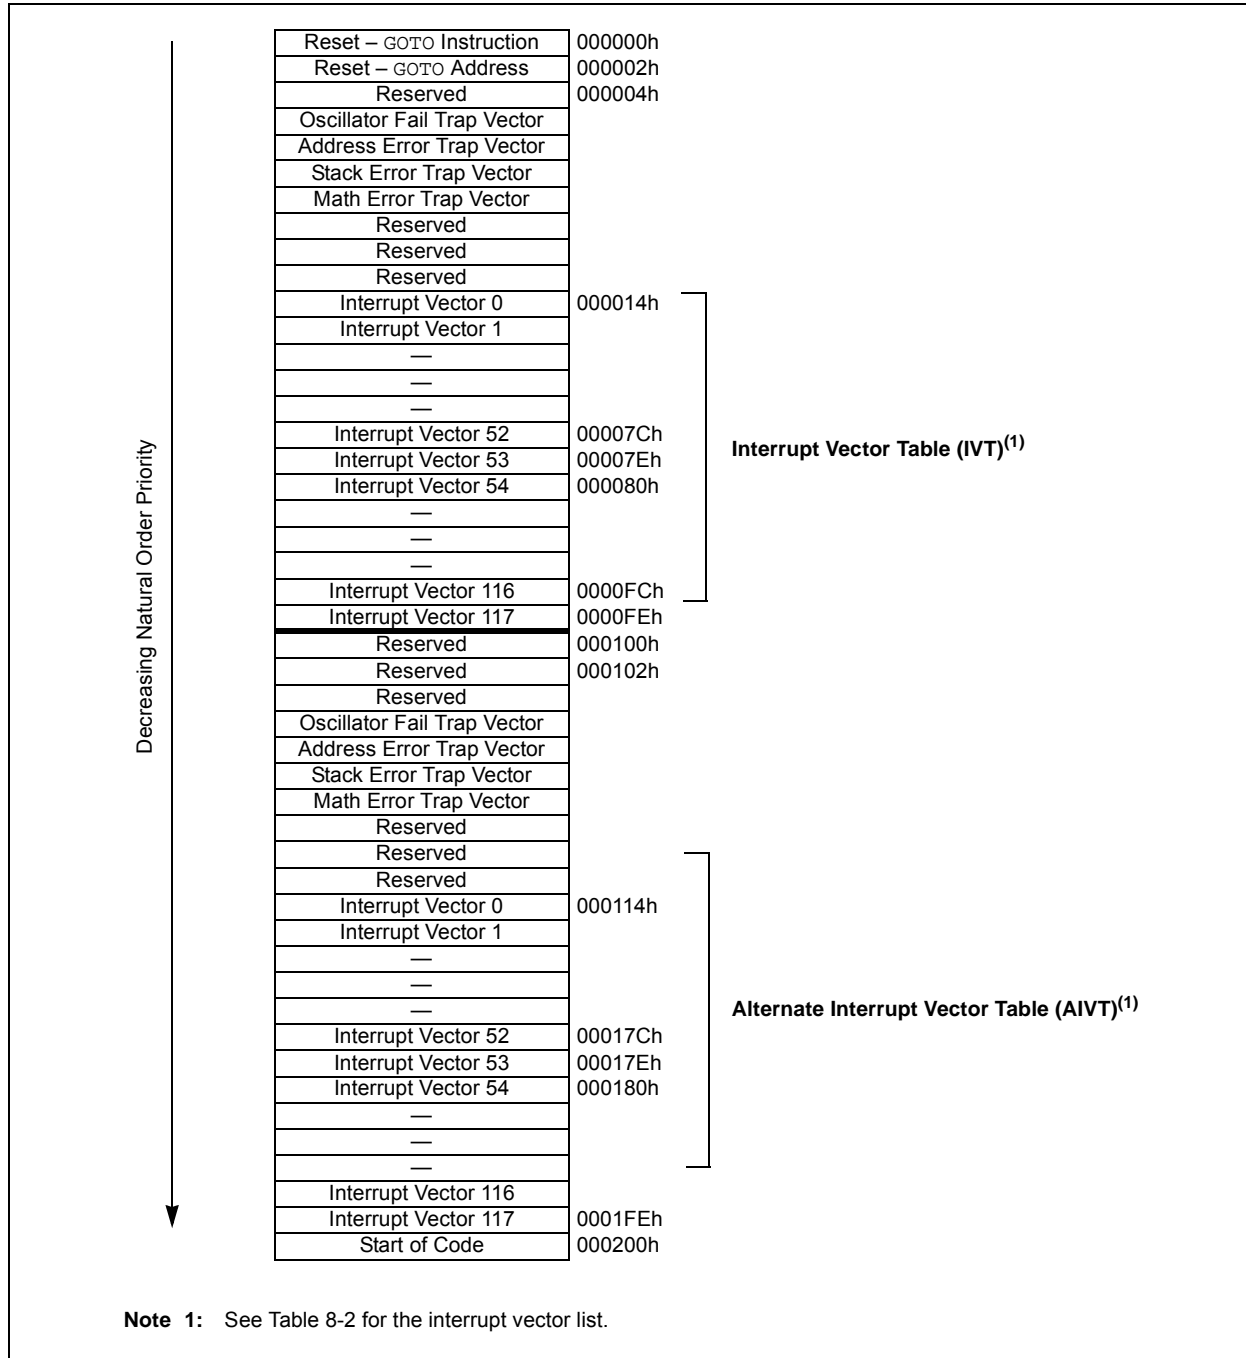 Decreasing Natural Order Priority
Reset – GOTO Instruction 000000h
Reset – GOTO Address 000002h
Reserved 000004h
Oscillator Fail Trap Vector
Address Error Trap Vector
Stack Error Trap Vector
Math Error Trap Vector
Reserved
Reserved
Reserved
Interrupt Vector 0 000014h
Interrupt Vector 1
—
—
—
Interrupt Vector 52 00007Ch
Interrupt Vector 53 00007Eh
Interrupt Vector 54 000080h
—
—
—
Interrupt Vector 116 0000FCh
Interrupt Vector 117 0000FEh
Interrupt Vector Table (IVT)(1)
Reserved 000100h
Reserved 000102h
Reserved
Oscillator Fail Trap Vector
Address Error Trap Vector
Stack Error Trap Vector
Math Error Trap Vector
Reserved
Reserved
Reserved
Interrupt Vector 0 000114h
Interrupt Vector 1
—
—
—
Interrupt Vector 52 00017Ch
Interrupt Vector 53 00017Eh
Interrupt Vector 54 000180h
—
—
—
Interrupt Vector 116
Interrupt Vector 117 0001FEh
Start of Code 000200h
Alternate Interrupt Vector Table (AIVT)(1)
Note 1: See Table 8-2 for the interrupt vector list.